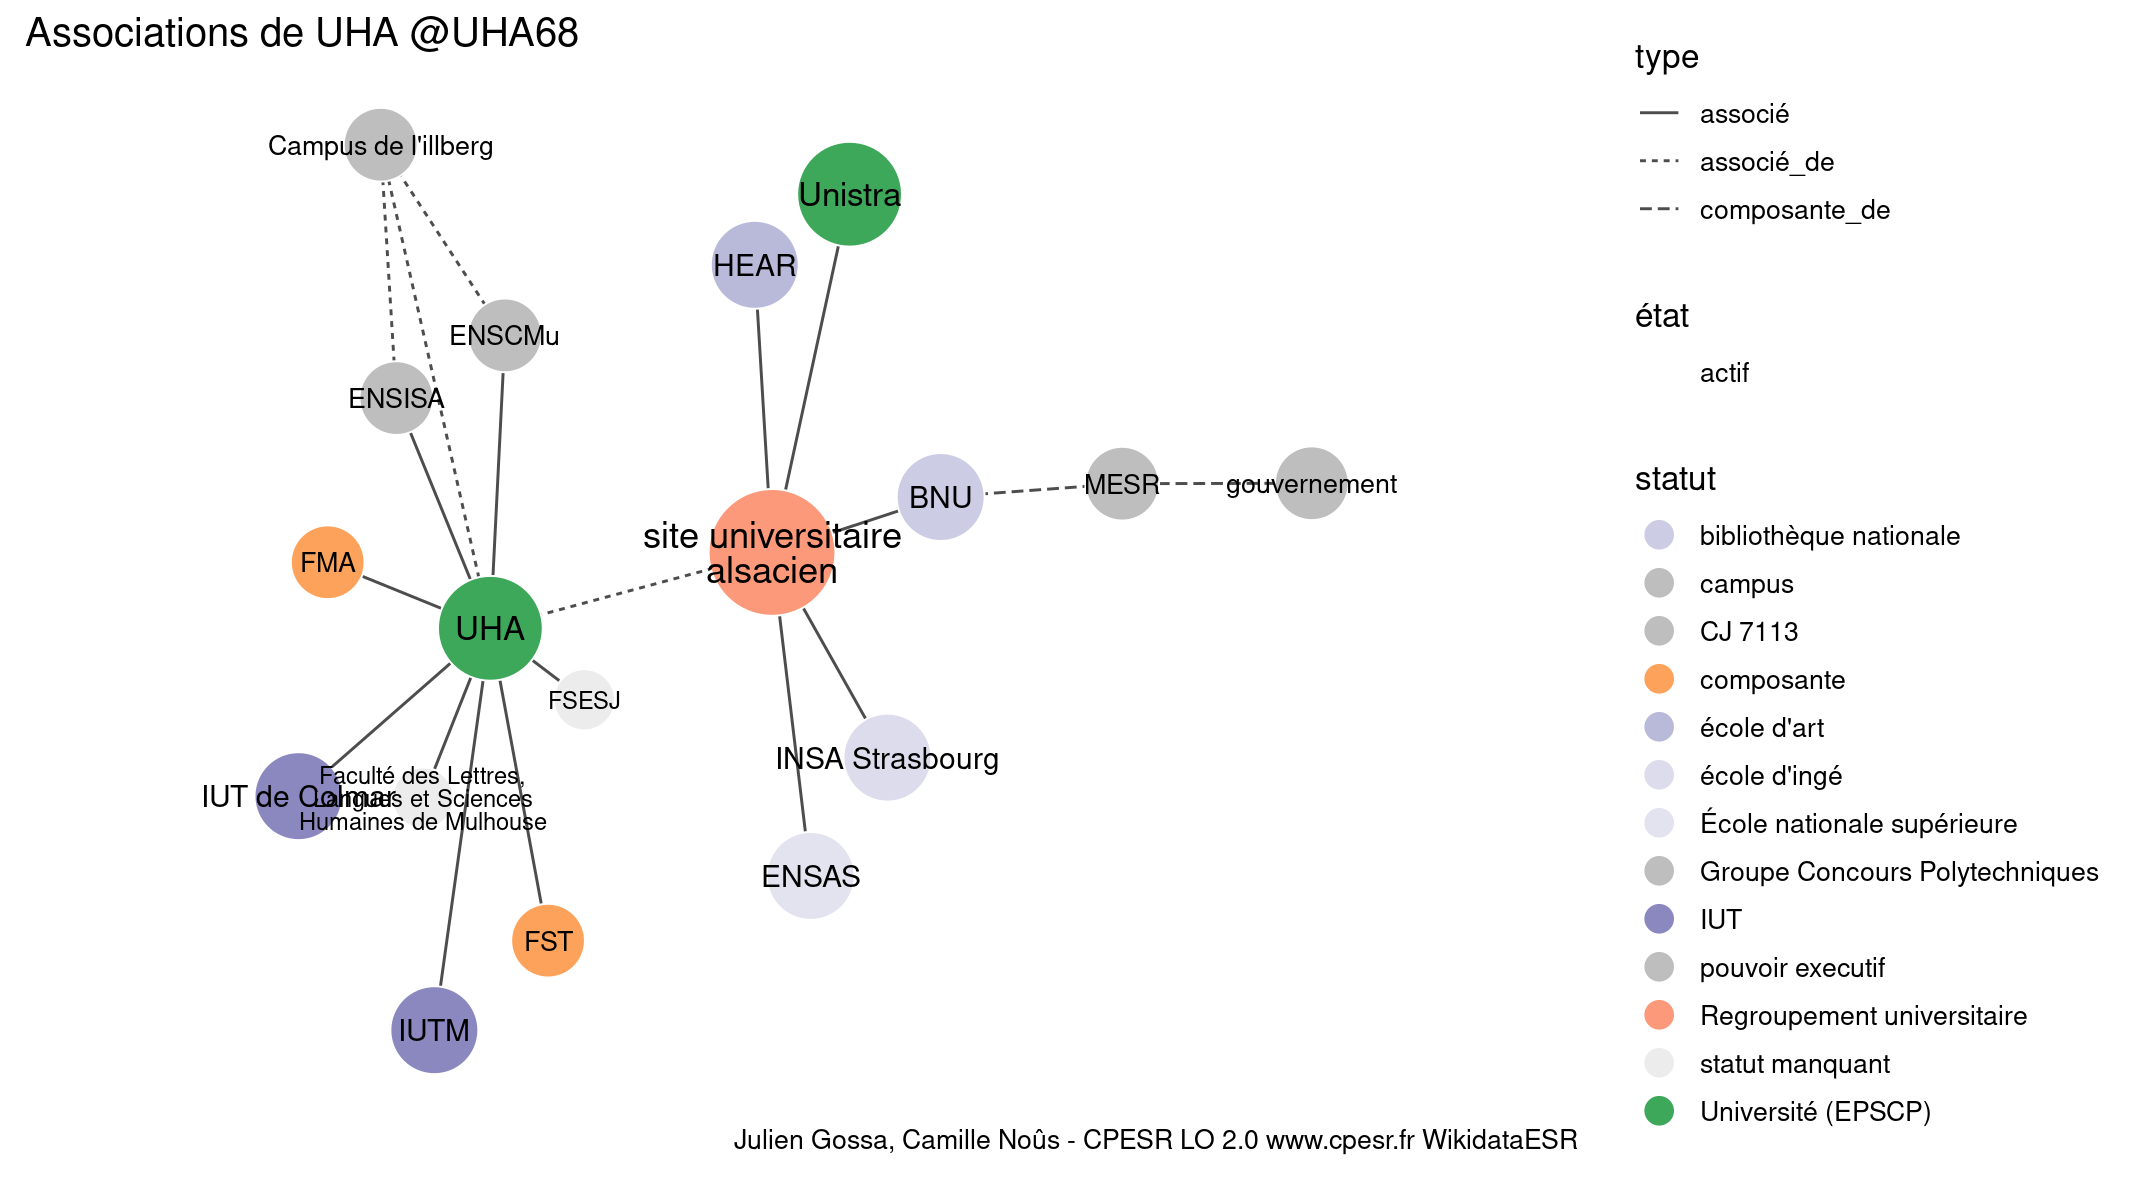 Associations de UHA @UHA68
Campus de l'illberg
Unistra
HEAR
ENSCMu
ENSISA
BNU
MESR
gouvernement
site universitaire
alsacien
FMA
UHA
FSESJ
INSA Strasbourg
IUT de Colmar
Faculté des Lettres,
Langues et Sciences
Humaines de Mulhouse
ENSAS
FST
IUTM
type
associé
associé_de
composante_de
état
actif
statut
bibliothèque nationale
campus
CJ 7113
composante
école d'art
école d'ingé
École nationale supérieure
Groupe Concours Polytechniques
IUT
pouvoir executif
Regroupement universitaire
statut manquant
Université (EPSCP)
Julien Gossa, Camille Noûs - CPESR LO 2.0 www.cpesr.fr WikidataESR